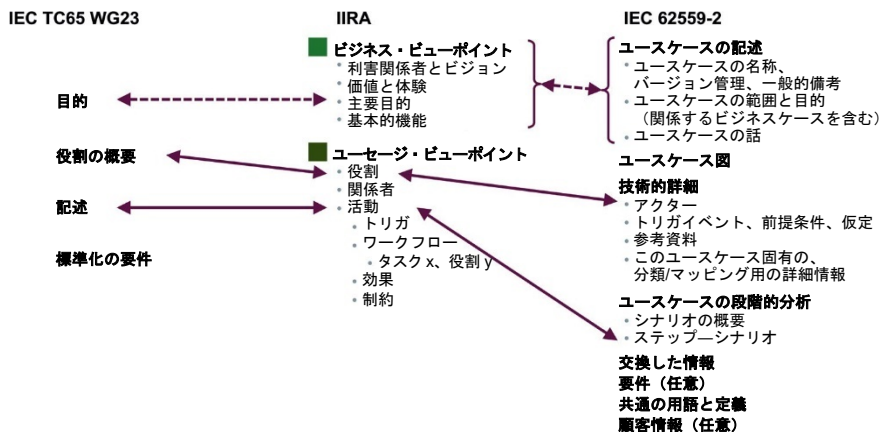 IEC TC65 WG23
目的
役割の概要
記述
標準化の要件
IIRA
ビジネス・ビューポイント
・利害関係者とビジョン
・価値と体験
・主要目的
・基本的機能
ユーセージ・ビューポイント
・役割
・関係者
・活動
・トリガ
・ワークフロー
・タスク x、役割 y
・効果
・制約
IEC 62559-2
ユースケースの記述
・ユースケースの名称、
バージョン管理、一般的備考
・ユースケースの範囲と目的
（関係するビジネスケースを含む）
・ユースケースの話
ユースケース図
技術的詳細
・アクター
・トリガイベント、前提条件、仮定
・参考資料
・このユースケース固有の、
分類/マッピング用の詳細情報
ユースケースの段階的分析
・シナリオの概要
・ステップ―シナリオ
交換した情報
要件（任意）
共通の用語と定義
顧客情報（任意）